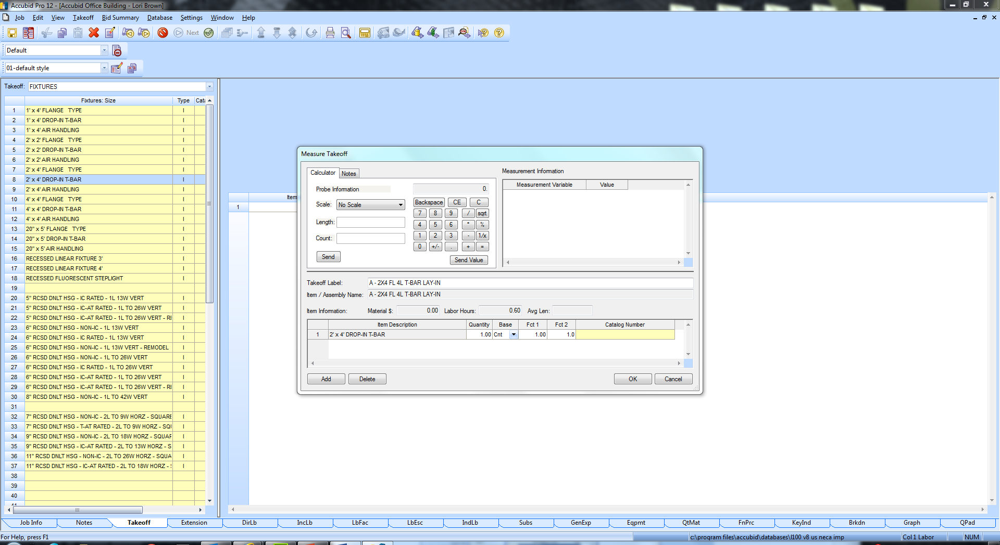 Accubid Pro 12 - [Accubid Office Building - Lori Brown]
Job Edit View Takeoff Bid Summary Database Settings Window Help
Next
Default
01-default style
Takeoff: FIXTURES
Fixtures: Size Type Cat
1 1' x 4' FLANGE TYPE I
2 1' x 4' DROP-IN T-BAR I
3 1' x 4' AIR HANDLING I
4 2' x 2' FLANGE TYPE I
5 2' x 2' DROP-IN T-BAR I
6 2' x 2' AIR HANDLING I
7 2' x 4' FLANGE TYPE I
8 2' x 4' DROP-IN T-BAR I
9 2' x 4' AIR HANDLING I
10 4' x 4' FLANGE TYPE I
11 4' x 4' DROP-IN T-BAR I
12 4' x 4' AIR HANDLING I
13 20" x 5' FLANGE TYPE I
14 20" x 5' DROP-IN T-BAR I
15 20" x 5' AIR HANDLING I
16 RECESSED LINEAR FIXTURE 3' I
17 RECESSED LINEAR FIXTURE 4' I
18 RECESSED FLUORESCENT STEPLIGHT I
19
20 5" RCSD DNLT HSG - IC RATED - 1L 13W VERT I
21 5" RCSD DNLT HSG - IC-AT RATED - 1L TO 26W VERT I
22 5" RCSD DNLT HSG - IC-AT RATED - 1L TO 26W VERT - RI I
23 6" RCSD DNLT HSG - NON-IC - 1L 13W VERT I
24 6" RCSD DNLT HSG - IC RATED - 1L 13W VERT I
25 6" RCSD DNLT HSG - NON-IC - 1L 13W VERT - REMODEL I
26 6" RCSD DNLT HSG - NON-IC - 1L TO 26W VERT I
27 6" RCSD DNLT HSG - IC RATED - 1L TO 26W VERT I
28 6" RCSD DNLT HSG - IC-AT RATED - 1L TO 26W VERT I
29 6" RCSD DNLT HSG - IC-AT RATED - 1L TO 26W VERT - RI I
30 8" RCSD DNLT HSG - NON-IC - 1L TO 42W VERT I
31
32 7" RCSD DNLT HSG - NON-IC - 2L TO 9W HORZ - SQUARE I
33 7" RCSD DNLT HSG - T-AT RATED - 2L TO 9W HORZ - SQU I
34 9" RCSD DNLT HSG - NON-IC - 2L TO 18W HORZ - SQUAR I
35 9" RCSD DNLT HSG - IC-AT RATED - 2L TO 13W HORZ - S I
36 11" RCSD DNLT HSG - NON-IC - 2L TO 26W HORZ - SQUA I
37 11" RCSD DNLT HSG - IC-AT RATED - 2L TO 18W HORZ - I
38
39
40
41
Item
1
Measure Takeoff
Calculator Notes
Probe Information
Scale: No Scale
Length:
Count:
Send
0.
Backspace CE C
7 8 9 / sqrt
4 5 6 * %
1 2 3 - 1/x
0 +/- . + =
Send Value
Measurement Information
Measurement Variable Value
Takeoff Label: A - 2X4 FL 4L T-BAR LAY-IN
Item / Assembly Name: A - 2X4 FL 4L T-BAR LAY-IN
Item Information: Material $: 0.00 Labor Hours: 0.60 Avg Len:
Item Description Quantity Base Fct 1 Fct 2 Catalog Number
1 2' x 4' DROP-IN T-BAR 1.00 Cnt 1.00 1.0
Add Delete OK Cancel
Job Info Notes Takeoff Extension DirLb IncLb LbFac LbEsc IndLb Subs GenExp Eqpmt QtMat FnPrc KeyInd Brkdn Graph QPad
For Help, press F1 c:\program files\accubid\databases\l100 v8 us neca imp Col 1 Labor NUM